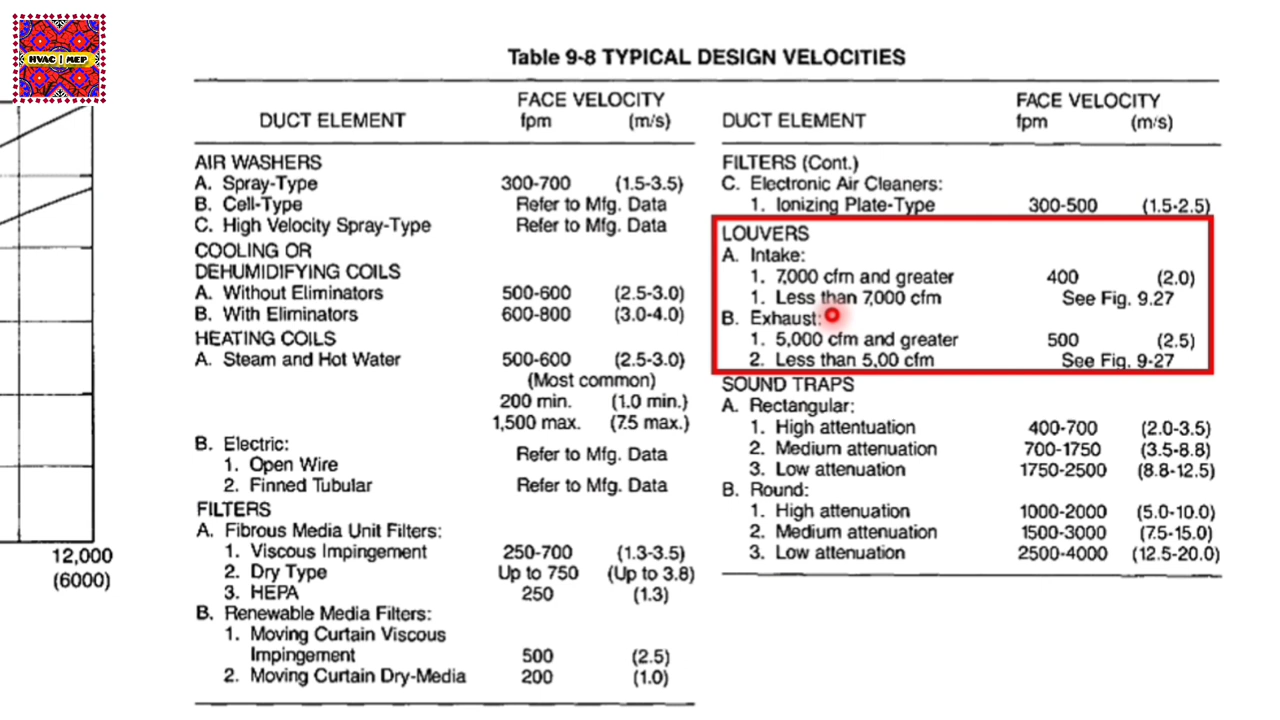 HVAC | MEP
12,000
(6000)
Table 9-8 TYPICAL DESIGN VELOCITIES
FACE VELOCITY
DUCT ELEMENT fpm (m/s)
AIR WASHERS
A. Spray-Type 300-700 (1.5-3.5)
B. Cell-Type Refer to Mfg. Data
C. High Velocity Spray-Type Refer to Mfg. Data
COOLING OR
DEHUMIDIFYING COILS
A. Without Eliminators 500-600 (2.5-3.0)
B. With Eliminators 600-800 (3.0-4.0)
HEATING COILS
A. Steam and Hot Water 500-600 (2.5-3.0)
(Most common)
200 min. (1.0 min.)
1,500 max. (7.5 max.)
B. Electric:
1. Open Wire Refer to Mfg. Data
2. Finned Tubular Refer to Mfg. Data
FILTERS
A. Fibrous Media Unit Filters:
1. Viscous Impingement 250-700 (1.3-3.5)
2. Dry Type Up to 750 (Up to 3.8)
3. HEPA 250 (1.3)
B. Renewable Media Filters:
1. Moving Curtain Viscous
Impingement 500 (2.5)
2. Moving Curtain Dry-Media 200 (1.0)
FACE VELOCITY
DUCT ELEMENT fpm (m/s)
FILTERS (Cont.)
C. Electronic Air Cleaners:
1. Ionizing Plate-Type 300-500 (1.5-2.5)
LOUVERS
A. Intake:
1. 7,000 cfm and greater 400 (2.0)
1. Less than 7,000 cfm See Fig. 9.27
B. Exhaust:
1. 5,000 cfm and greater 500 (2.5)
2. Less than 5,00 cfm See Fig. 9-27
SOUND TRAPS
A. Rectangular:
1. High attentuation 400-700 (2.0-3.5)
2. Medium attenuation 700-1750 (3.5-8.8)
3. Low attenuation 1750-2500 (8.8-12.5)
B. Round:
1. High attenuation 1000-2000 (5.0-10.0)
2. Medium attenuation 1500-3000 (7.5-15.0)
3. Low attenuation 2500-4000 (12.5-20.0)